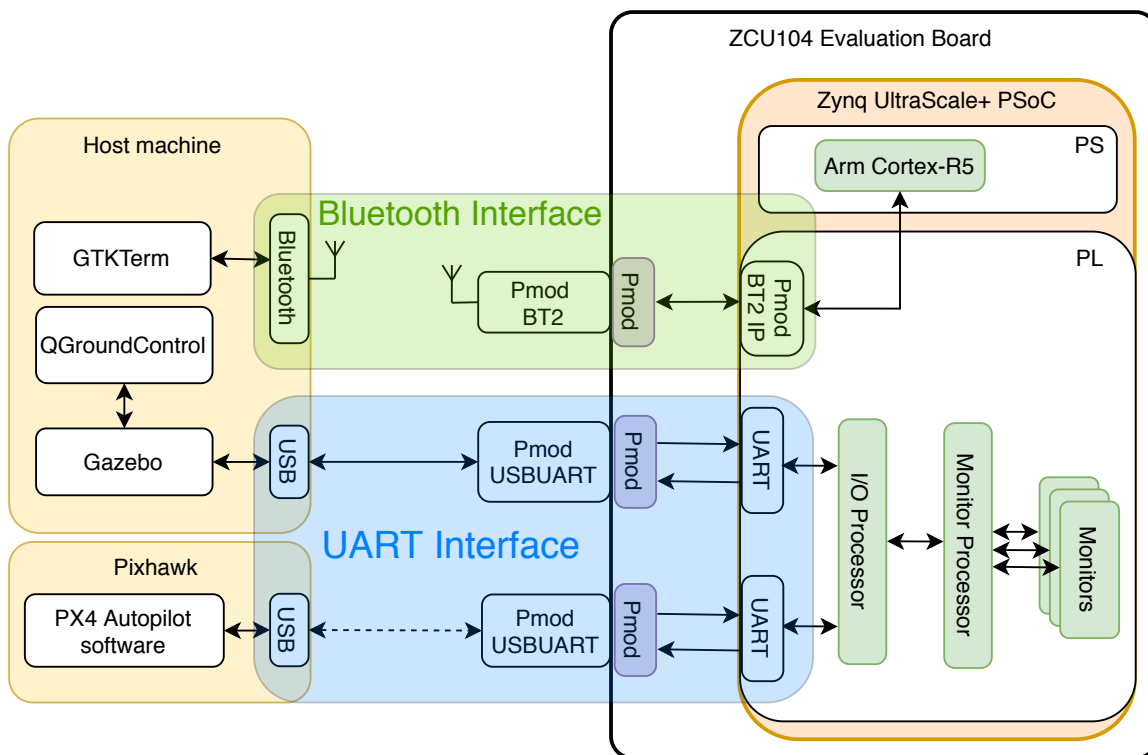 ZCU104 Evaluation Board
Zynq UltraScale+ PSoC
PS
Arm Cortex-R5
Host machine
Bluetooth Interface
GTKTerm
Bluetooth
Pmod
BT2
Pmod
Pmod
BT2 IP
PL
QGroundControl
Gazebo
USB
Pmod
USBUART
Pmod
UART
I/O Processor
Monitor Processor
Monitors
UART Interface
Pixhawk
PX4 Autopilot
software
USB
Pmod
USBUART
Pmod
UART